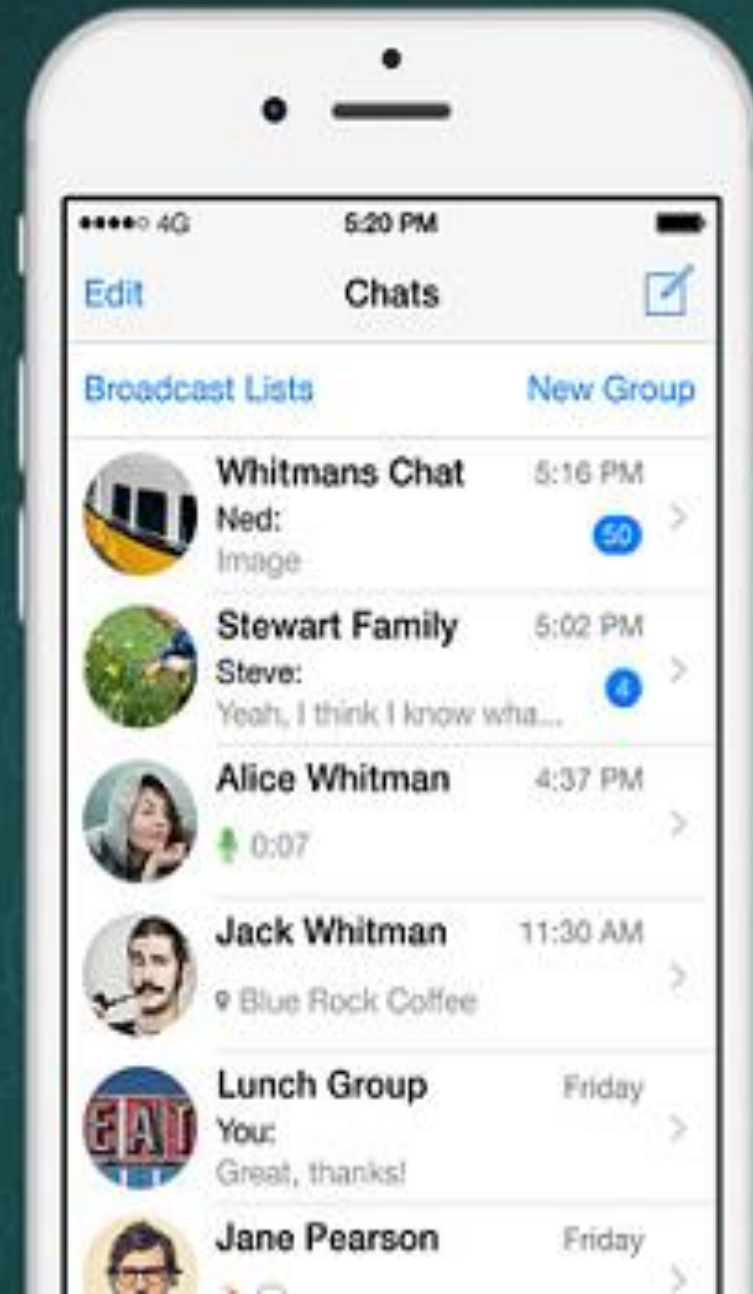 4G 5:20 PM
Edit Chats
Broadcast Lists New Group
Whitmans Chat 5:16 PM
Ned: 50
Image
Stewart Family 5:02 PM
Steve: 4
Yeah, I think I know wha...
Alice Whitman 4:37 PM
0:07
Jack Whitman 11:30 AM
Blue Rock Coffee
Lunch Group Friday
EAT
You:
Great, thanks!
Jane Pearson Friday